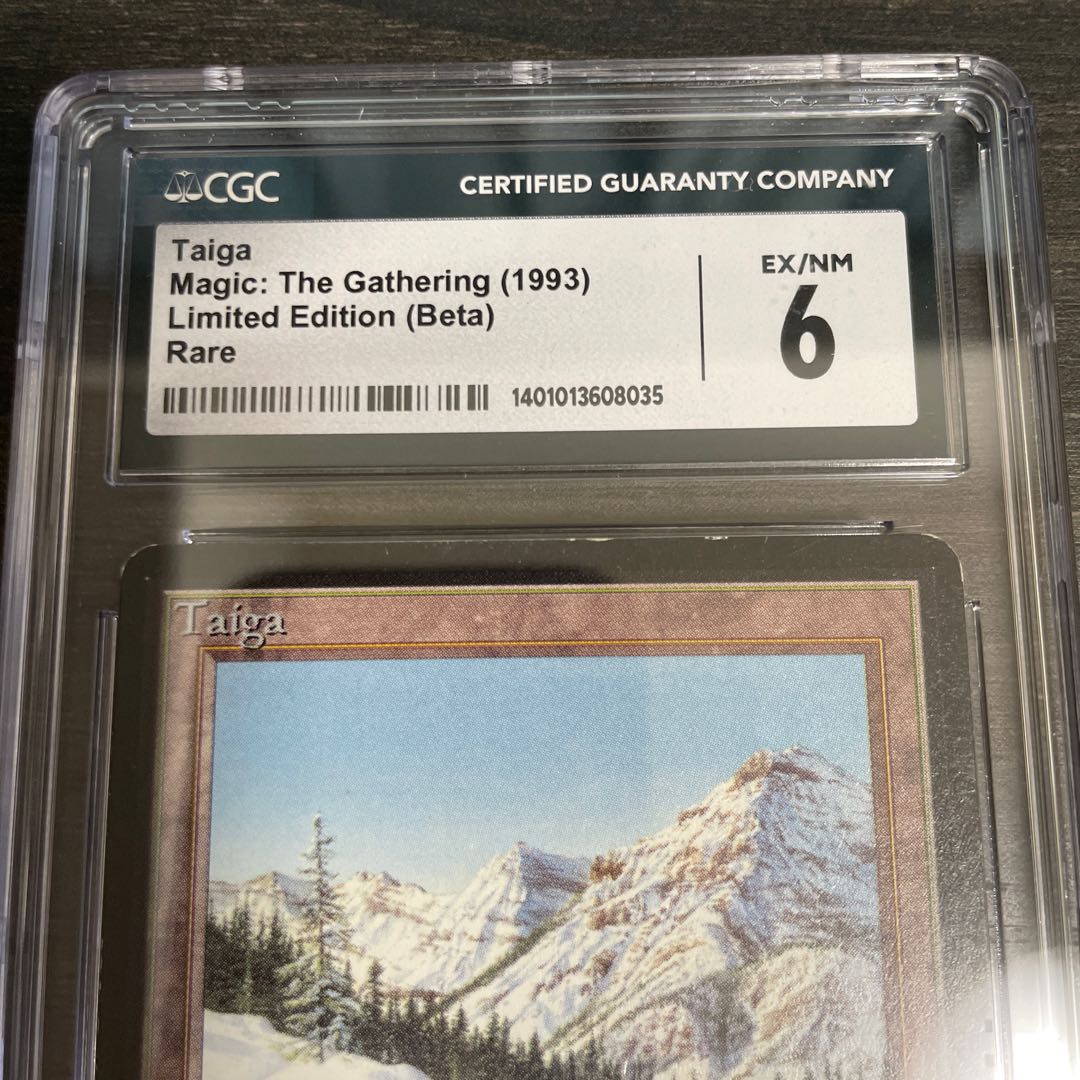 CGC
CERTIFIED GUARANTY COMPANY
Taiga
Magic: The Gathering (1993)
Limited Edition (Beta)
Rare
1401013608035
EX/NM
6
Taiga